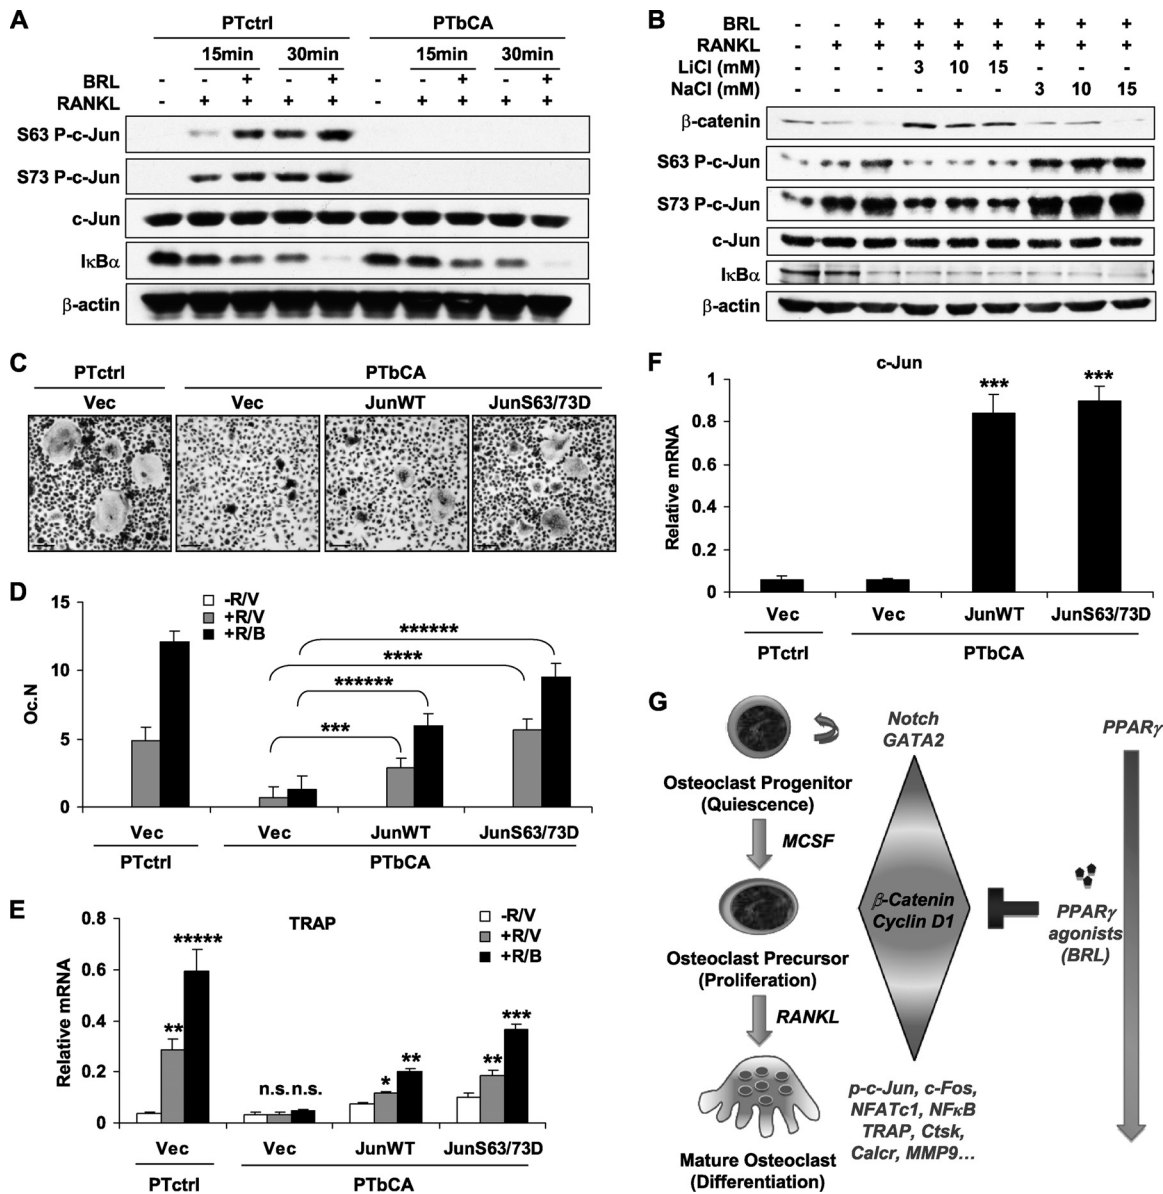 A
PTctrl PTbCA
15min 30min 15min 30min
BRL - + + + +
RANKL - + + + + - + + + +
S63 P-c-Jun
S73 P-c-Jun
c-Jun
IκBα
β-actin
B
BRL - - + + + + + + +
RANKL - + + + + + + + +
LiCl (mM) - - - 3 10 15 - - -
NaCl (mM) - - - - - - 3 10 15
β-catenin
S63 P-c-Jun
S73 P-c-Jun
c-Jun
IκBα
β-actin
C
PTctrl PTbCA
Vec Vec JunWT JunS63/73D
D
15
10
5
0
Oc.N
-R/V
+R/V
+R/B
***
******
****
******
Vec Vec JunWT JunS63/73D
PTctrl PTbCA
E
TRAP
0.8
0.6
0.4
0.2
0
Relative mRNA
-R/V
+R/V
+R/B
** ***** n.s. n.s. * ** ** ***
Vec Vec JunWT JunS63/73D
PTctrl PTbCA
F
c-Jun
1
0.8
0.6
0.4
0.2
0
Relative mRNA
*** ***
Vec Vec JunWT JunS63/73D
PTctrl PTbCA
G
Osteoclast Progenitor
(Quiescence)
MCSF
Osteoclast Precursor
(Proliferation)
RANKL
Mature Osteoclast
(Differentiation)
Notch
GATA2
β-Catenin
Cyclin D1
p-c-Jun, c-Fos,
NFATc1, NFκB
TRAP, Ctsk,
Calcr, MMP9...
PPARγ
agonists
(BRL)
PPARγ